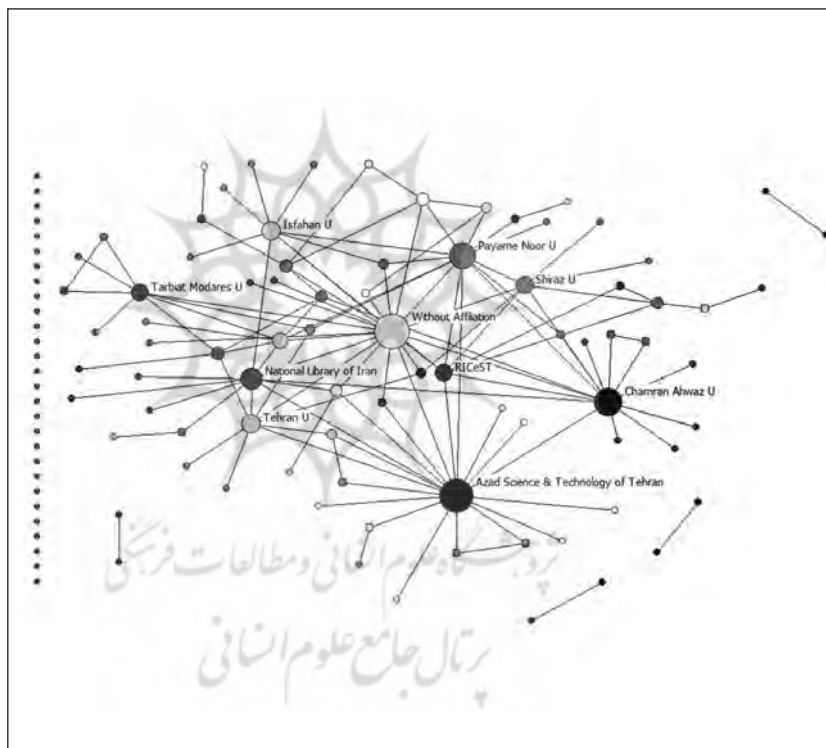 Isfahan U
Payame Noor U
Shiraz U
Tarbiat Modares U
Without Affilation
National Library of Iran
RICeST
Chamran Ahwaz U
Tehran U
Azad Science & Technology of Tehran
پژوهشگاه علوم انسانی و مطالعات فرهنگی
پرتال جامع علوم انسانی